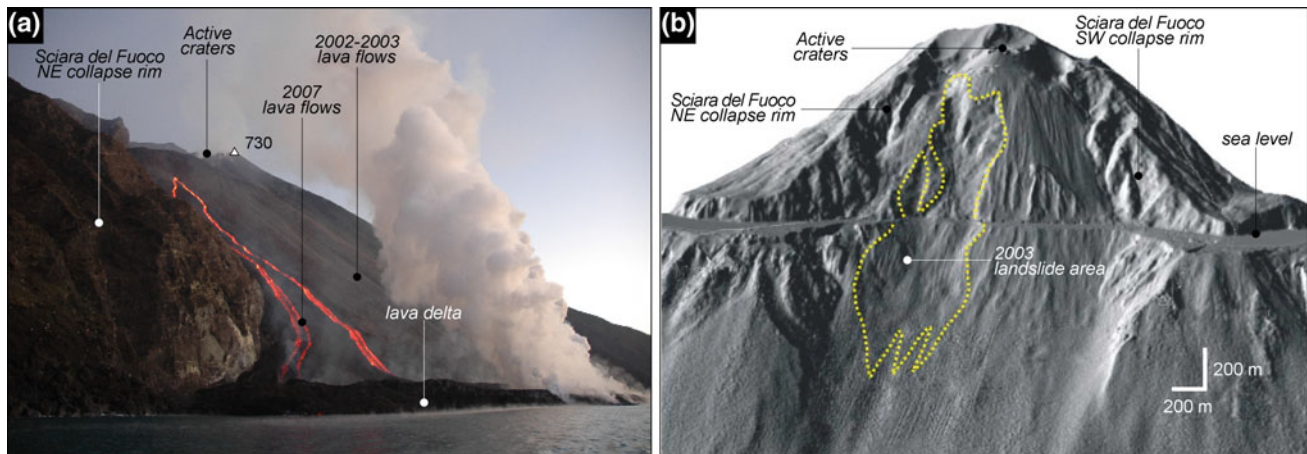 (a)
Sciara del Fuoco
NE collapse rim
Active
craters
2002-2003
lava flows
2007
lava flows
730
lava delta
(b)
Active
craters
Sciara del Fuoco
SW collapse rim
Sciara del Fuoco
NE collapse rim
sea level
2003
landslide area
200 m
200 m